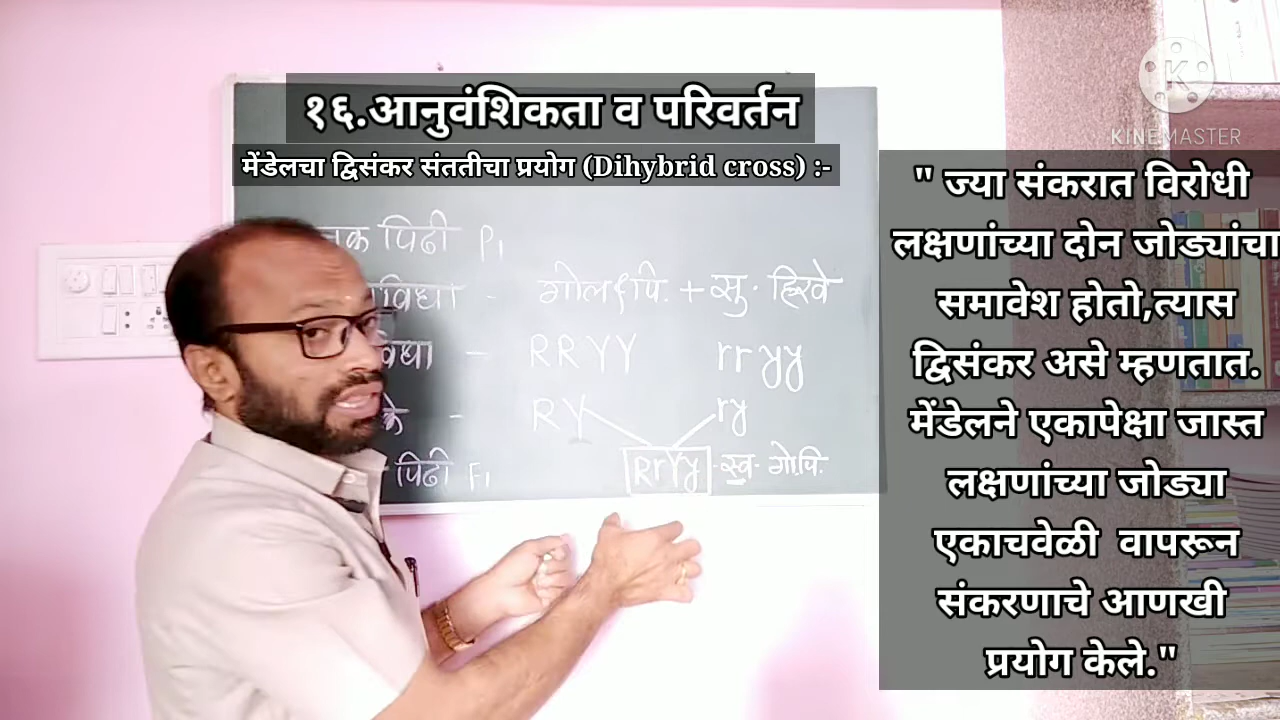 १६.आनुवंशिकता व परिवर्तन
मेंडेलचा द्विसंकर संततीचा प्रयोग (Dihybrid cross) :-
पिढी P₁
- गोल पि. + सु. हिरवे
- RRYY rryy
- RY ry
पिढी F₁ RrYy स्व. गो.पि.
KINEMASTER
" ज्या संकरात विरोधी
लक्षणांच्या दोन जोड्यांचा
समावेश होतो,त्यास
द्विसंकर असे म्हणतात.
मेंडेलने एकापेक्षा जास्त
लक्षणांच्या जोड्या
एकाचवेळी वापरून
संकरणाचे आणखी
प्रयोग केले."